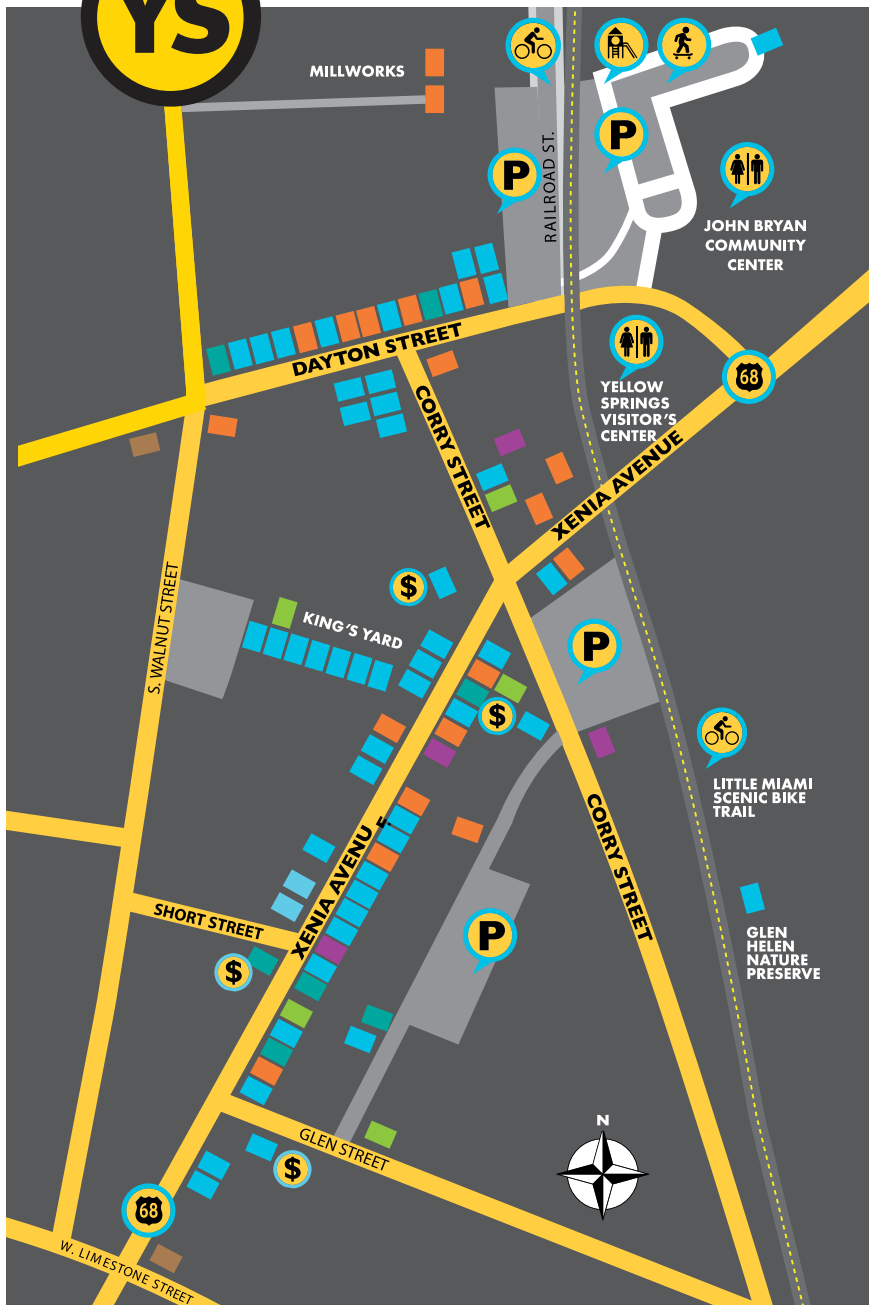 YS
MILLWORKS
P
P
RAILROAD ST.
JOHN BRYAN
COMMUNITY
CENTER
DAYTON STREET
68
YELLOW
SPRINGS
VISITOR'S
CENTER
CORRY STREET
XENIA AVENUE
$
S. WALNUT STREET
KING'S YARD
P
$
LITTLE MIAMI
SCENIC BIKE
TRAIL
XENIA AVENUE
CORRY STREET
SHORT STREET
P
GLEN
HELEN
NATURE
PRESERVE
$
N
GLEN STREET
$
68
W. LIMESTONE STREET